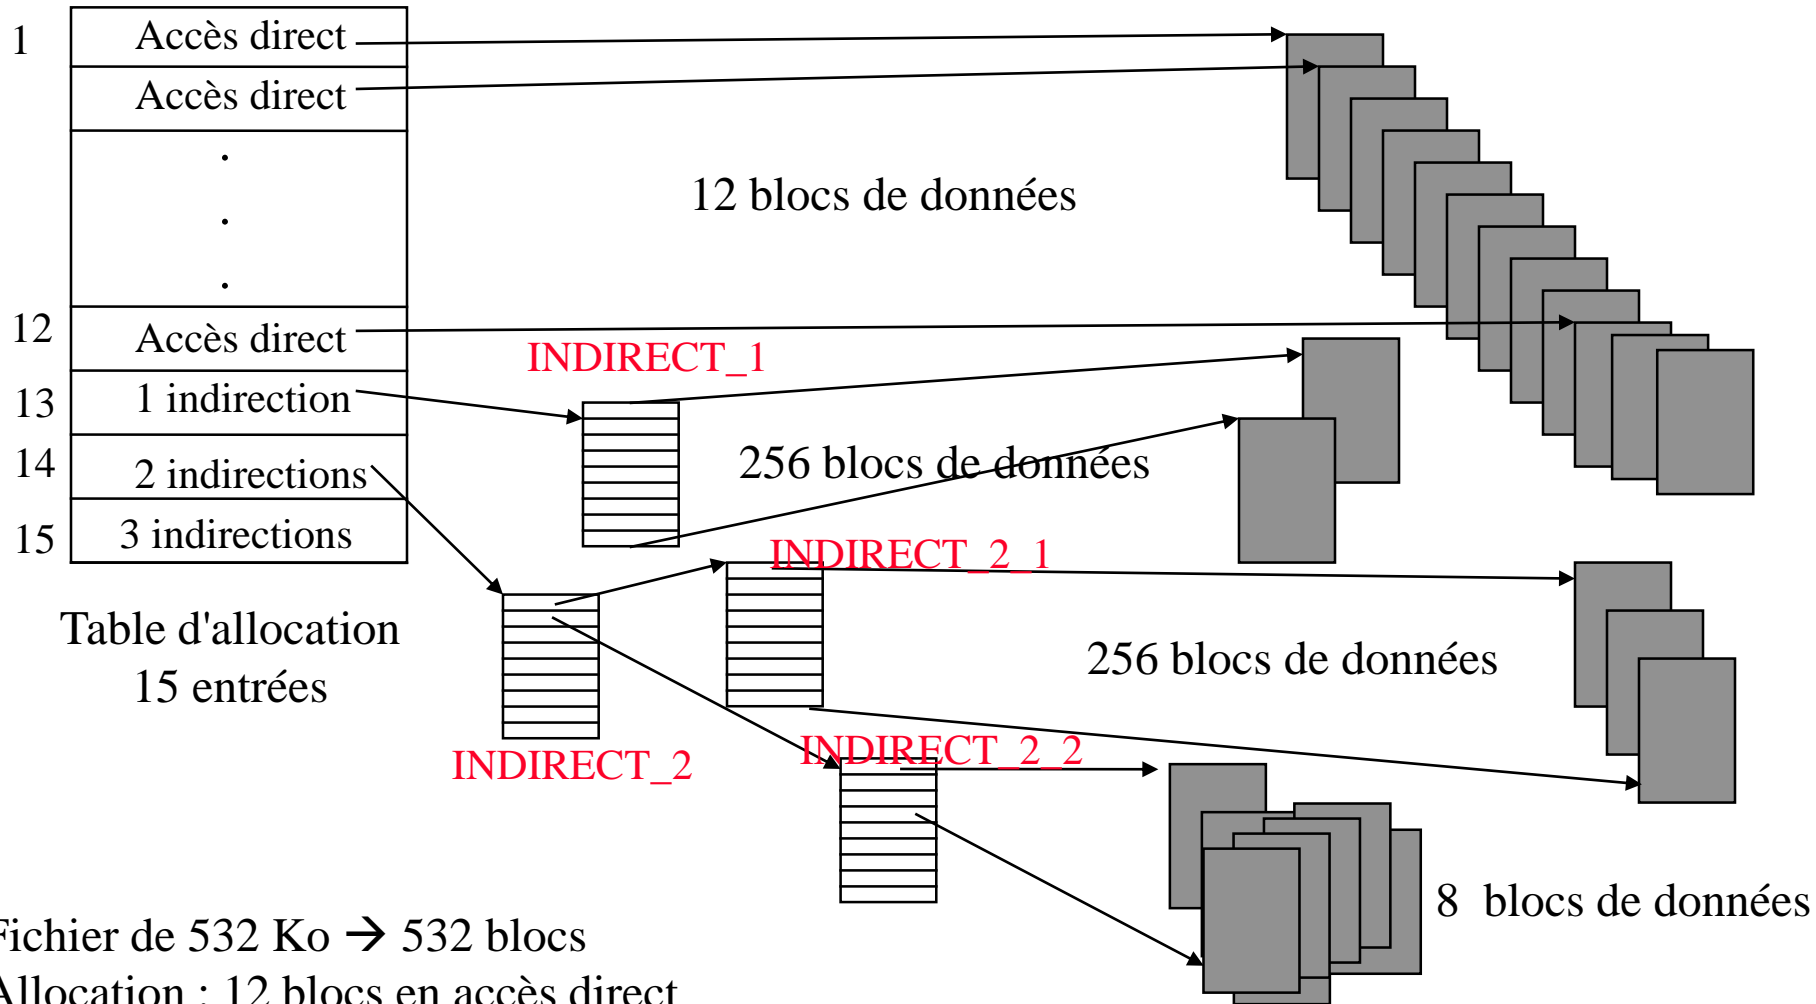 1
Accès direct
Accès direct
.
.
.
12 blocs de données
12
Accès direct
INDIRECT_1
13
1 indirection
14
2 indirections
256 blocs de données
15
3 indirections
INDIRECT_2_1
Table d'allocation
15 entrées
256 blocs de données
INDIRECT_2
INDIRECT_2_2
8 blocs de données
Fichier de 532 Ko → 532 blocs
Allocation : 12 blocs en accès direct